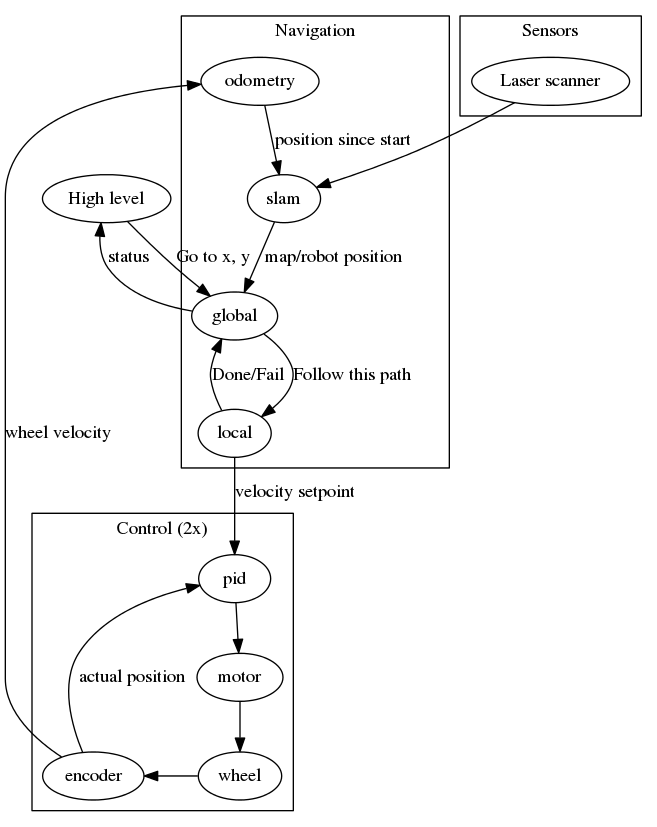 Navigation
Sensors
odometry
Laser scanner
position since start
High level
slam
status
Go to x, y
map/robot position
global
Done/Fail
Follow this path
wheel velocity
local
velocity setpoint
Control (2x)
pid
actual position
motor
encoder
wheel